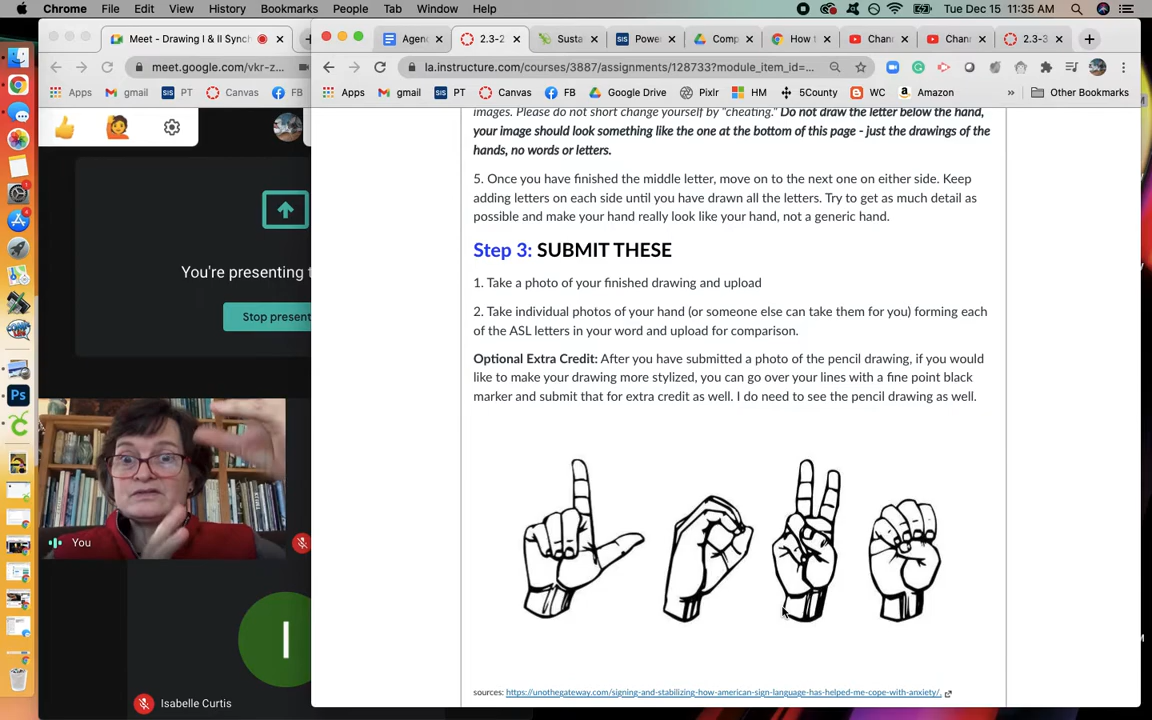 Chrome File Edit View History Bookmarks People Tab Window Help
Tue Dec 15 11:35 AM
Meet - Drawing I & II Synch
meet.google.com/vkr-z...
Apps gmail PT Canvas FB
You're presenting t
Stop present
You
I
Isabelle Curtis
Agen
2.3-2
Susta
Power
Comp
How t
Chann
Chann
2.3-3
la.instructure.com/courses/3887/assignments/128733?module_item_id=...
Apps gmail SIS PT Canvas FB Google Drive Pixlr HM 5County WC Amazon » Other Bookmarks
images. Please do not short change yourself by "cheating." Do not draw the letter below the hand,
your image should look something like the one at the bottom of this page - just the drawings of the
hands, no words or letters.
5. Once you have finished the middle letter, move on to the next one on either side. Keep
adding letters on each side until you have drawn all the letters. Try to get as much detail as
possible and make your hand really look like your hand, not a generic hand.
Step 3: SUBMIT THESE
1. Take a photo of your finished drawing and upload
2. Take individual photos of your hand (or someone else can take them for you) forming each
of the ASL letters in your word and upload for comparison.
Optional Extra Credit: After you have submitted a photo of the pencil drawing, if you would
like to make your drawing more stylized, you can go over your lines with a fine point black
marker and submit that for extra credit as well. I do need to see the pencil drawing as well.
sources: https://unothegateway.com/signing-and-stabilizing-how-american-sign-language-has-helped-me-cope-with-anxiety/,
Ps